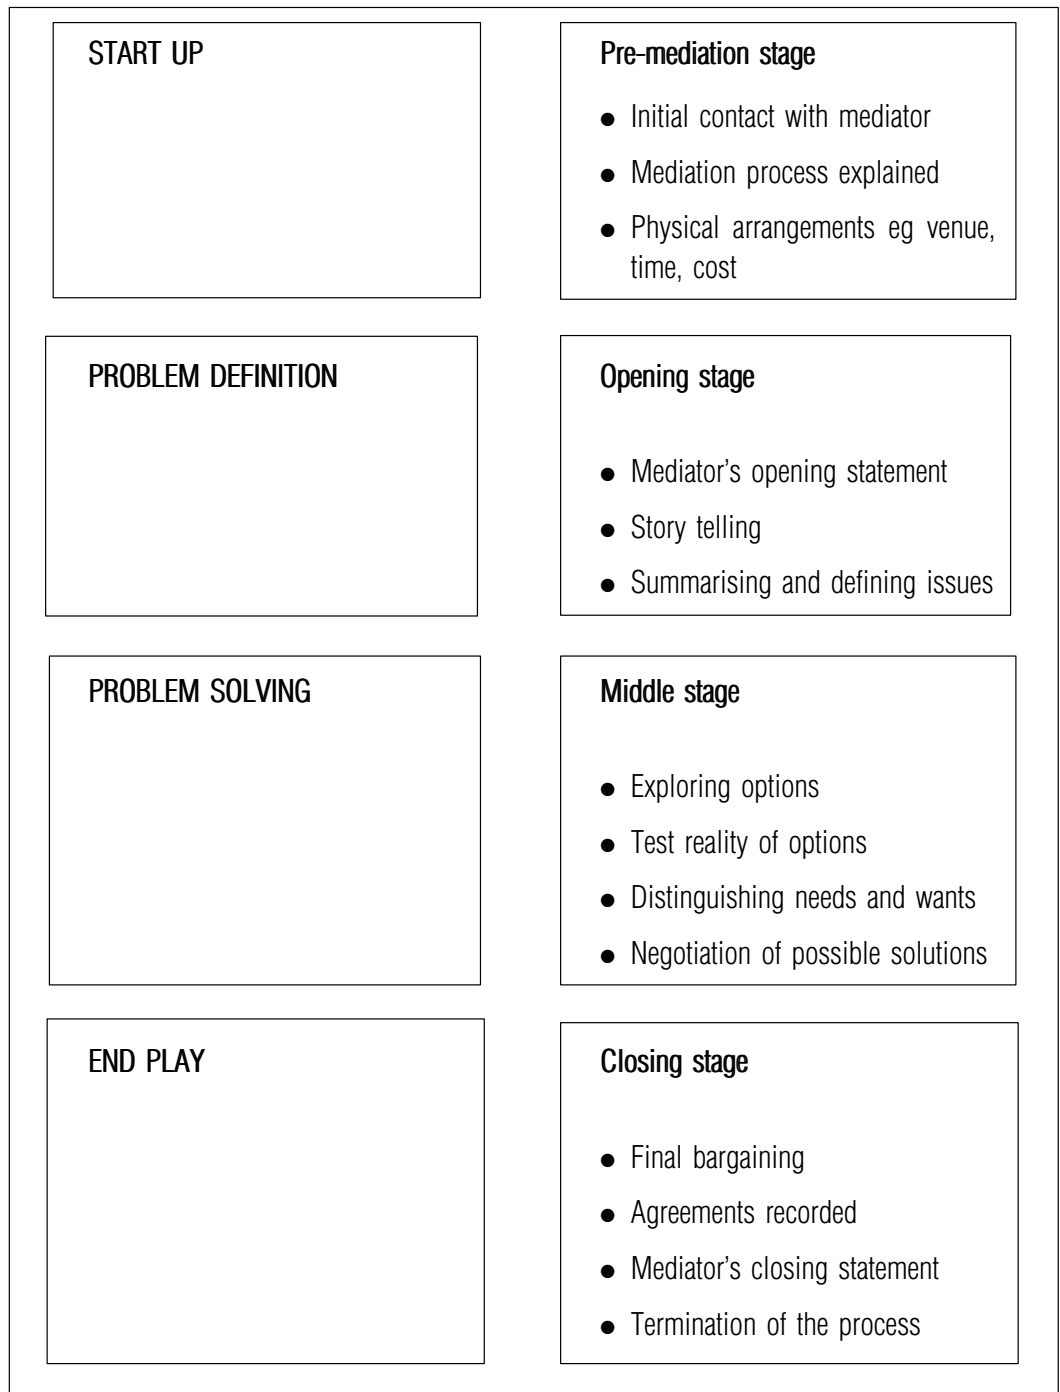 START UP
Pre-mediation stage
● Initial contact with mediator
● Mediation process explained
● Physical arrangements eg venue,
time, cost
PROBLEM DEFINITION
Opening stage
● Mediator’s opening statement
● Story telling
● Summarising and defining issues
PROBLEM SOLVING
Middle stage
● Exploring options
● Test reality of options
● Distinguishing needs and wants
● Negotiation of possible solutions
END PLAY
Closing stage
● Final bargaining
● Agreements recorded
● Mediator’s closing statement
● Termination of the process